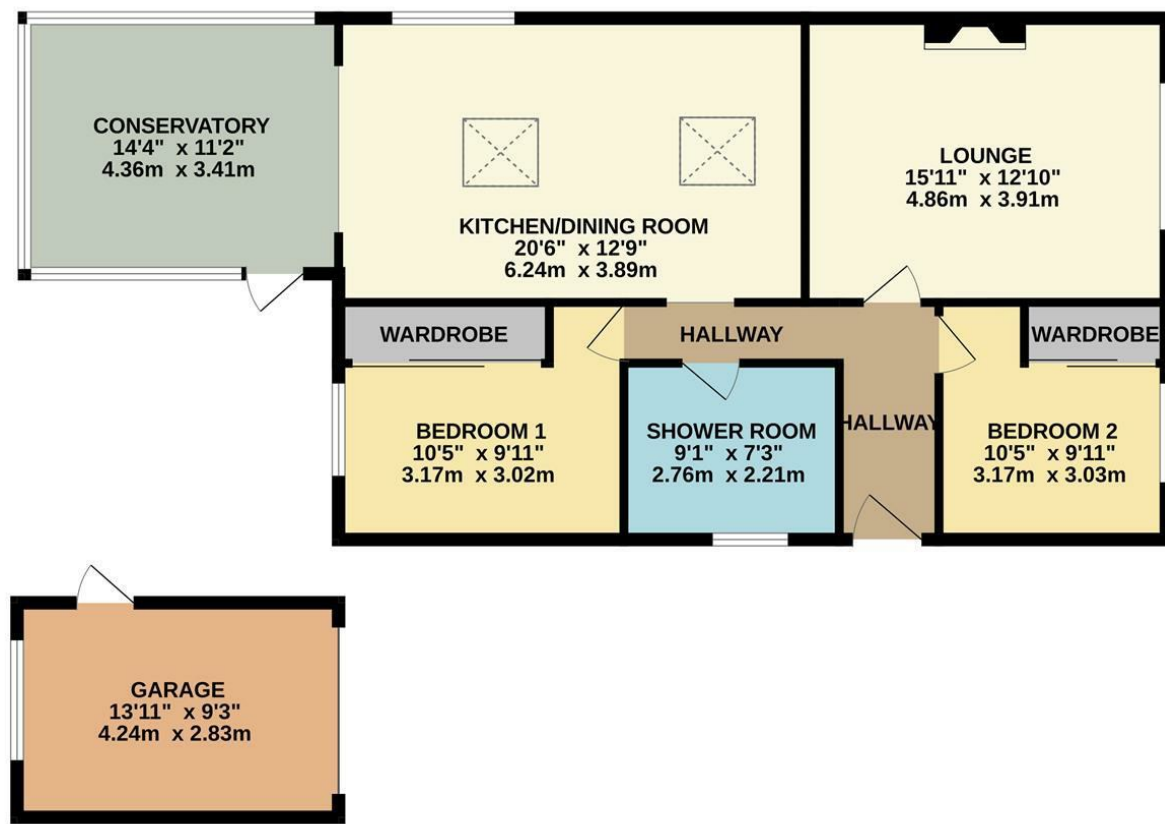 CONSERVATORY
14'4" x 11'2"
4.36m x 3.41m
KITCHEN/DINING ROOM
20'6" x 12'9"
6.24m x 3.89m
LOUNGE
15'11" x 12'10"
4.86m x 3.91m
WARDROBE
HALLWAY
WARDROBE
BEDROOM 1
10'5" x 9'11"
3.17m x 3.02m
SHOWER ROOM
9'1" x 7'3"
2.76m x 2.21m
HALLWAY
BEDROOM 2
10'5" x 9'11"
3.17m x 3.03m
GARAGE
13'11" x 9'3"
4.24m x 2.83m